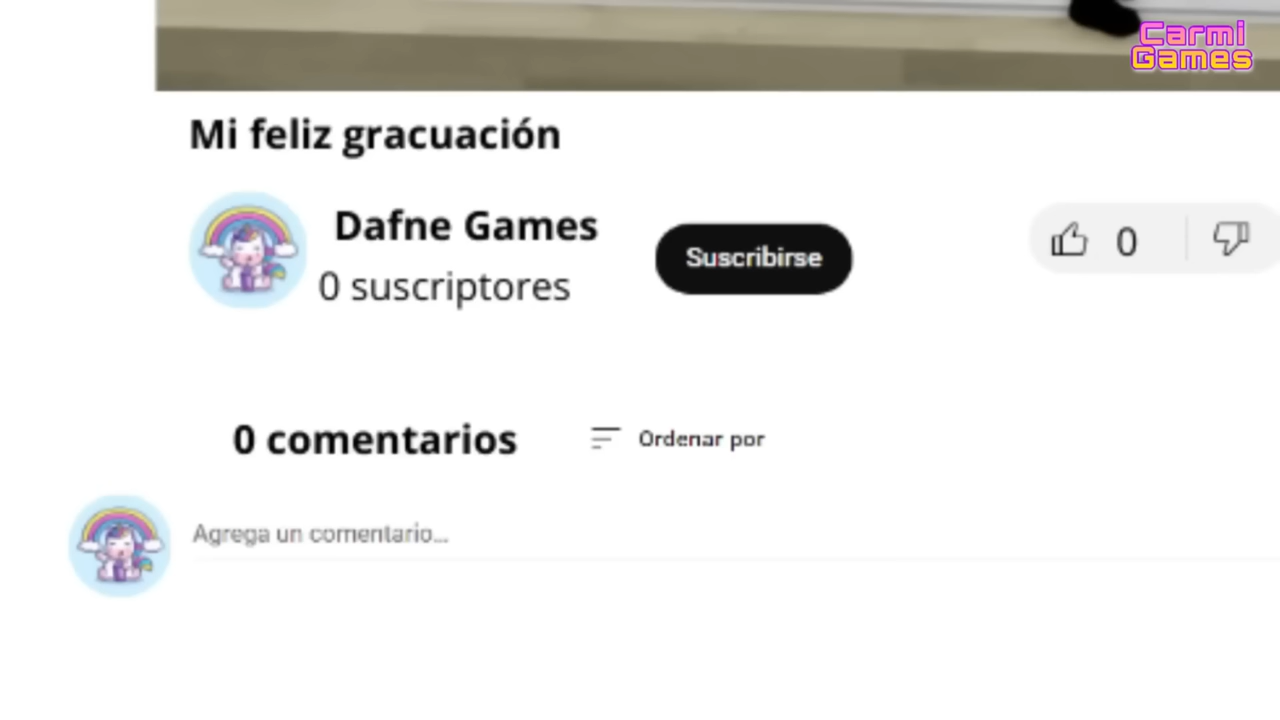 Carmi
Games
Mi feliz gracuación
Dafne Games
0 suscriptores
Suscribirse
0
0 comentarios
Ordenar por
Agrega un comentario...